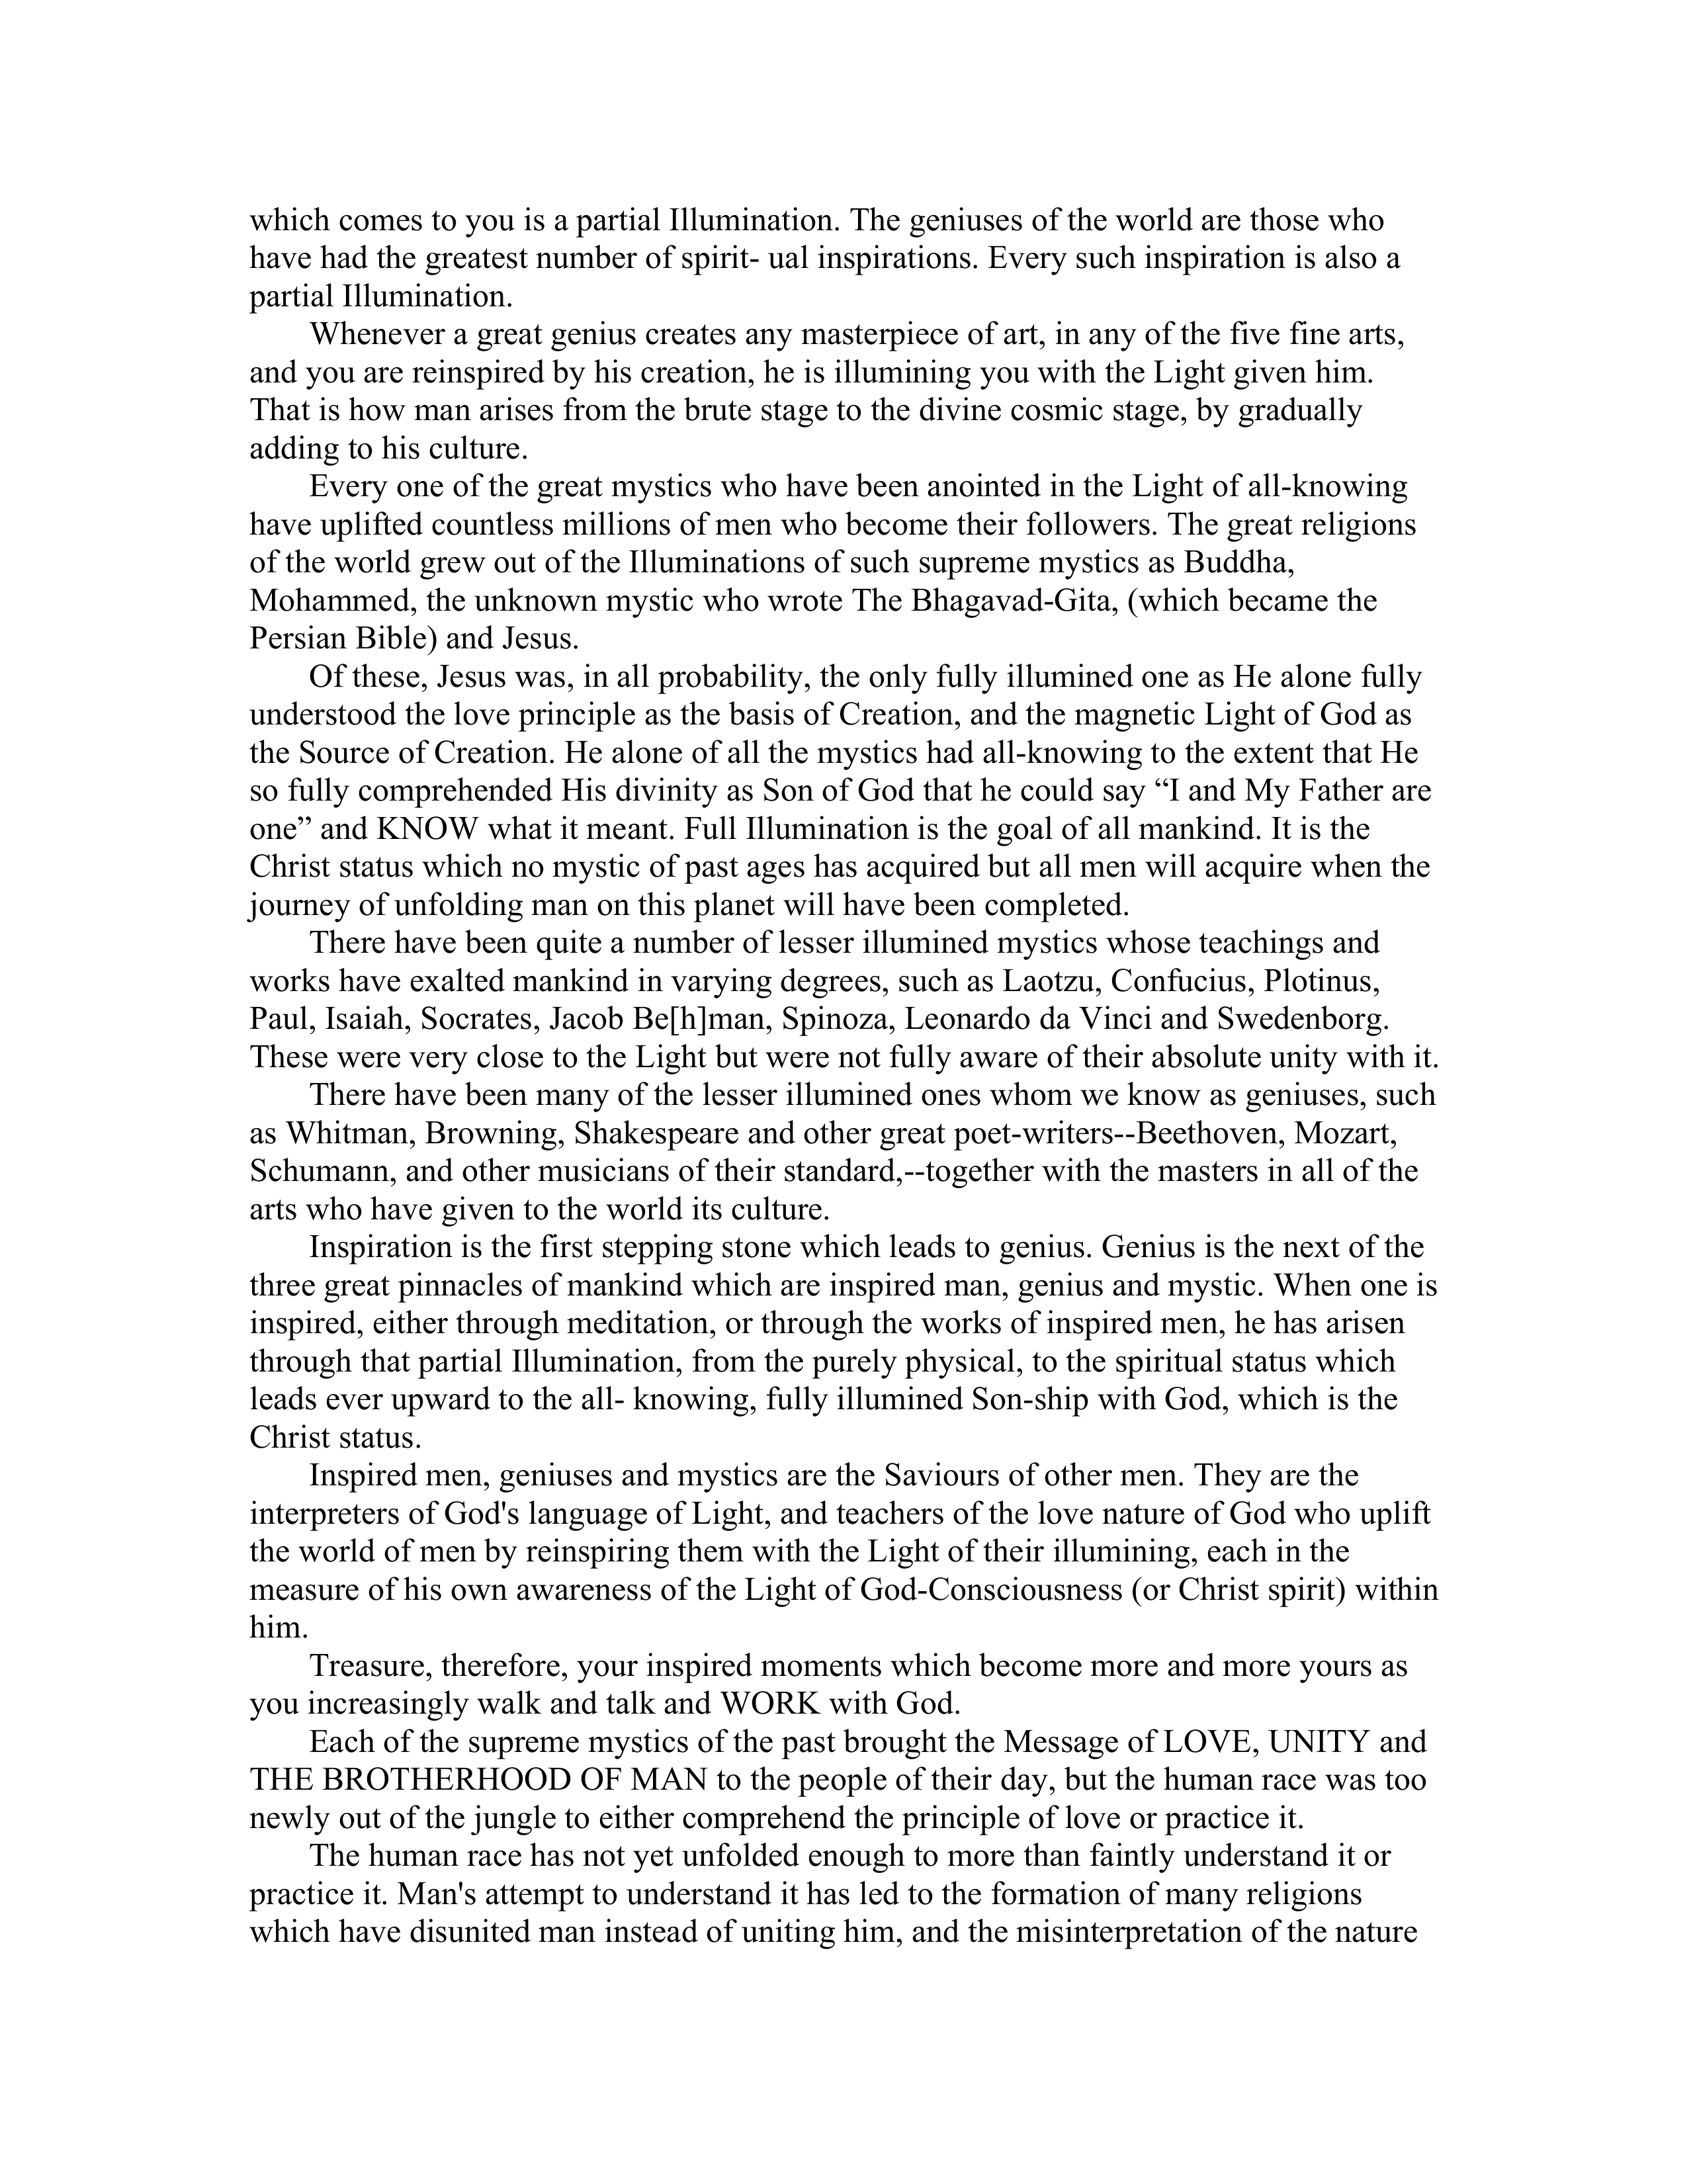 which comes to you is a partial Illumination. The geniuses of the world are those who
have had the greatest number of spirit- ual inspirations. Every such inspiration is also a
partial Illumination.
Whenever a great genius creates any masterpiece of art, in any of the five fine arts,
and you are reinspired by his creation, he is illumining you with the Light given him.
That is how man arises from the brute stage to the divine cosmic stage, by gradually
adding to his culture.
Every one of the great mystics who have been anointed in the Light of all-knowing
have uplifted countless millions of men who become their followers. The great religions
of the world grew out of the Illuminations of such supreme mystics as Buddha,
Mohammed, the unknown mystic who wrote The Bhagavad-Gita, (which became the
Persian Bible) and Jesus.
Of these, Jesus was, in all probability, the only fully illumined one as He alone fully
understood the love principle as the basis of Creation, and the magnetic Light of God as
the Source of Creation. He alone of all the mystics had all-knowing to the extent that He
so fully comprehended His divinity as Son of God that he could say “I and My Father are
one” and KNOW what it meant. Full Illumination is the goal of all mankind. It is the
Christ status which no mystic of past ages has acquired but all men will acquire when the
journey of unfolding man on this planet will have been completed.
There have been quite a number of lesser illumined mystics whose teachings and
works have exalted mankind in varying degrees, such as Laotzu, Confucius, Plotinus,
Paul, Isaiah, Socrates, Jacob Be[h]man, Spinoza, Leonardo da Vinci and Swedenborg.
These were very close to the Light but were not fully aware of their absolute unity with it.
There have been many of the lesser illumined ones whom we know as geniuses, such
as Whitman, Browning, Shakespeare and other great poet-writers--Beethoven, Mozart,
Schumann, and other musicians of their standard,--together with the masters in all of the
arts who have given to the world its culture.
Inspiration is the first stepping stone which leads to genius. Genius is the next of the
three great pinnacles of mankind which are inspired man, genius and mystic. When one is
inspired, either through meditation, or through the works of inspired men, he has arisen
through that partial Illumination, from the purely physical, to the spiritual status which
leads ever upward to the all- knowing, fully illumined Son-ship with God, which is the
Christ status.
Inspired men, geniuses and mystics are the Saviours of other men. They are the
interpreters of God's language of Light, and teachers of the love nature of God who uplift
the world of men by reinspiring them with the Light of their illumining, each in the
measure of his own awareness of the Light of God-Consciousness (or Christ spirit) within
him.
Treasure, therefore, your inspired moments which become more and more yours as
you increasingly walk and talk and WORK with God.
Each of the supreme mystics of the past brought the Message of LOVE, UNITY and
THE BROTHERHOOD OF MAN to the people of their day, but the human race was too
newly out of the jungle to either comprehend the principle of love or practice it.
The human race has not yet unfolded enough to more than faintly understand it or
practice it. Man's attempt to understand it has led to the formation of many religions
which have disunited man instead of uniting him, and the misinterpretation of the nature